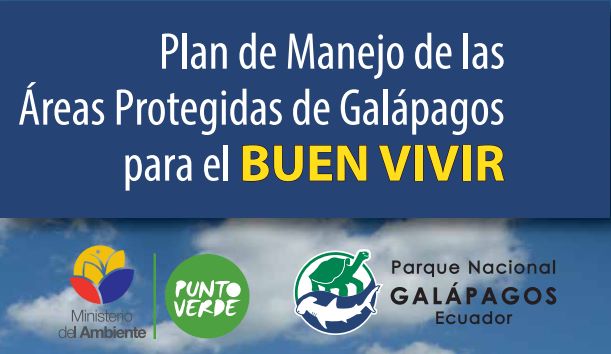 Plan de Manejo de las
Áreas Protegidas de Galápagos
para el BUEN VIVIR
Ministerio
del Ambiente
PUNTO
VERDE
Parque Nacional
GALÁPAGOS
Ecuador